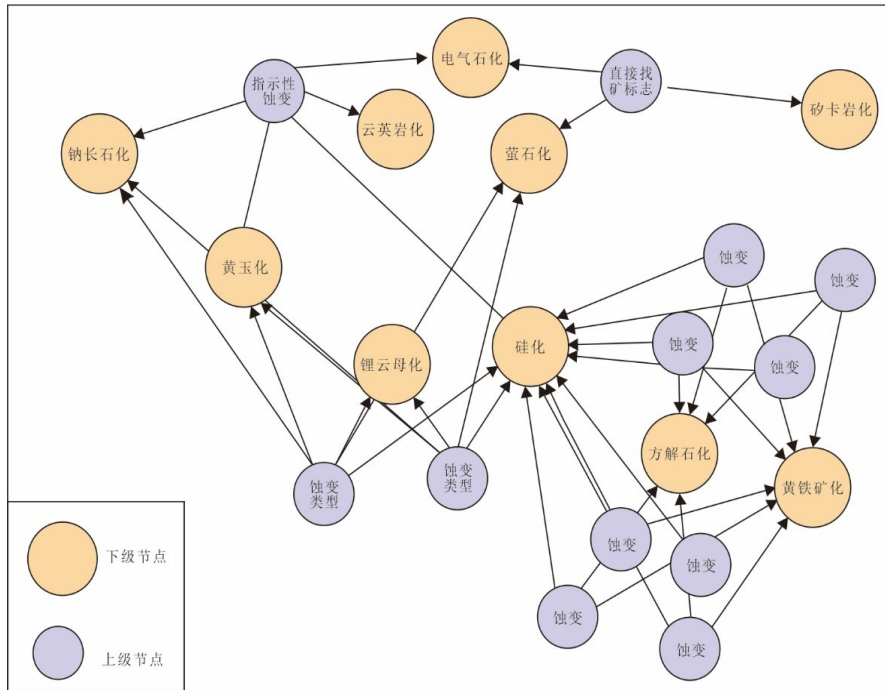 电气石化
指示性
蚀变
直接找
矿标志
矽卡岩化
云英岩化
钠长石化
萤石化
黄玉化
蚀变
蚀变
硅化
蚀变
锂云母化
蚀变
方解石化
蚀变
类型
蚀变
类型
黄铁矿化
蚀变
下级节点
蚀变
蚀变
蚀变
上级节点